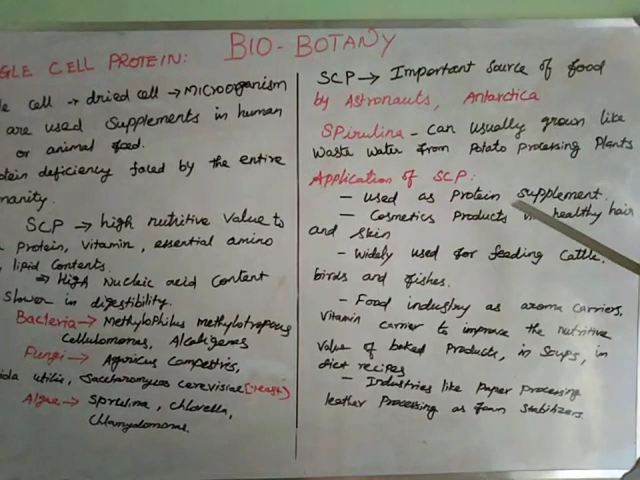 BIO-BOTANY
GLE CELL PROTEIN:
le cell → dried cell → Microorganism
are used Supplements in human
or animal food.
otein deficiency faced by the entire
manity.
SCP → high nutritive value to
Protein, Vitamin, essential amino
lipid contents.
→ High Nucleic acid content
slower in digestibility.
Bacteria → Methylophilus methylotropous
Cellulomonas, Alcaligenes
Fungi → Agaricus Campestris,
ida utilis, Saccharomyces cerevisiae (yeast)
Algae → Spirulina, Chlorella,
Chlamydomonas.
SCP → Important Source of food
by Astronauts, Antarctica
Spirulina - can usually grown like
Waste water from Potato Processing Plants
Application of SCP:
- used as Protein supplement.
- Cosmetics Products healthy hair
and skin
- Widely used for feeding Cattle,
birds and fishes.
- Food industry as aroma carriers,
Vitamin carrier to improve the nutritive
Value of baked Products, in Soups, in
diet recipes
- Industries like Paper Processing
leather Processing as foam Stabilizers.